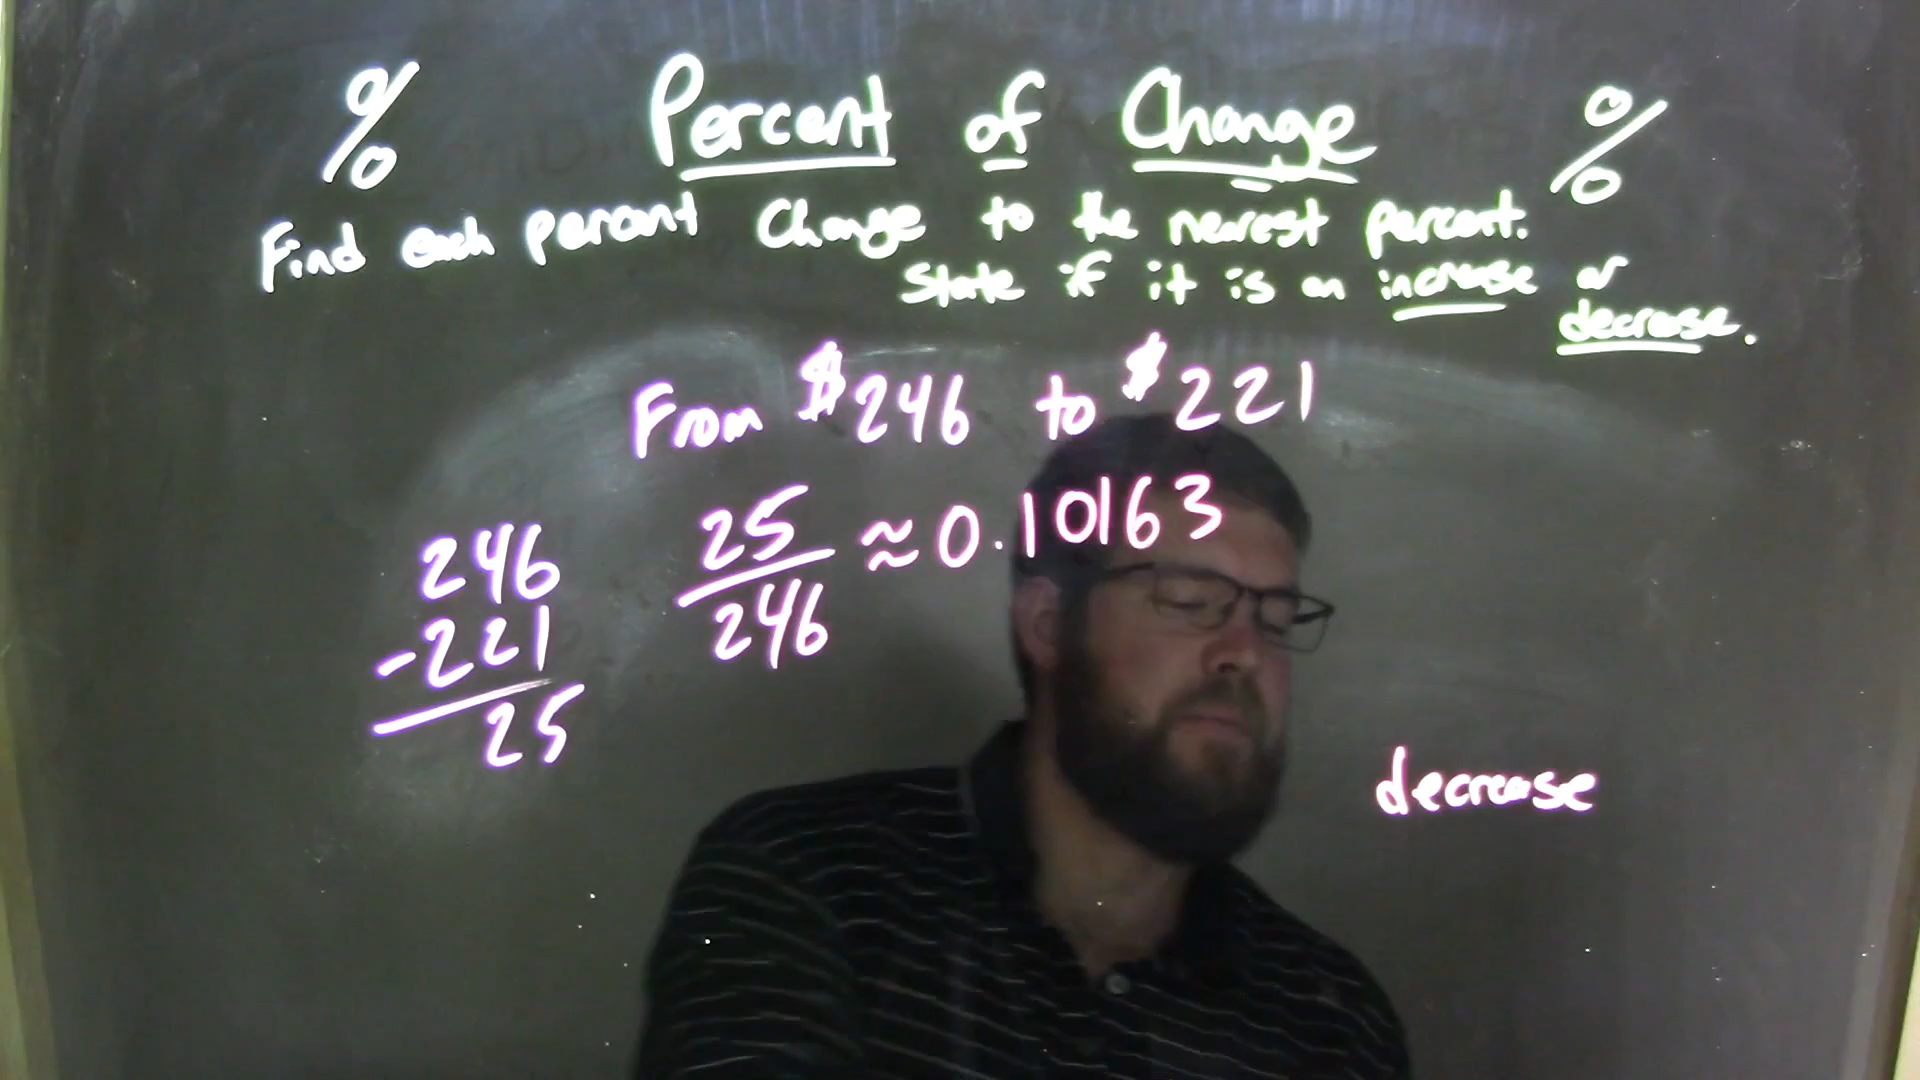 % Percent of Change %
Find each percent Change to the nearest percent.
State if it is an increase or
decrease.
From $246 to $221
246
-221
25
25
246
≈ 0.10163
decrease